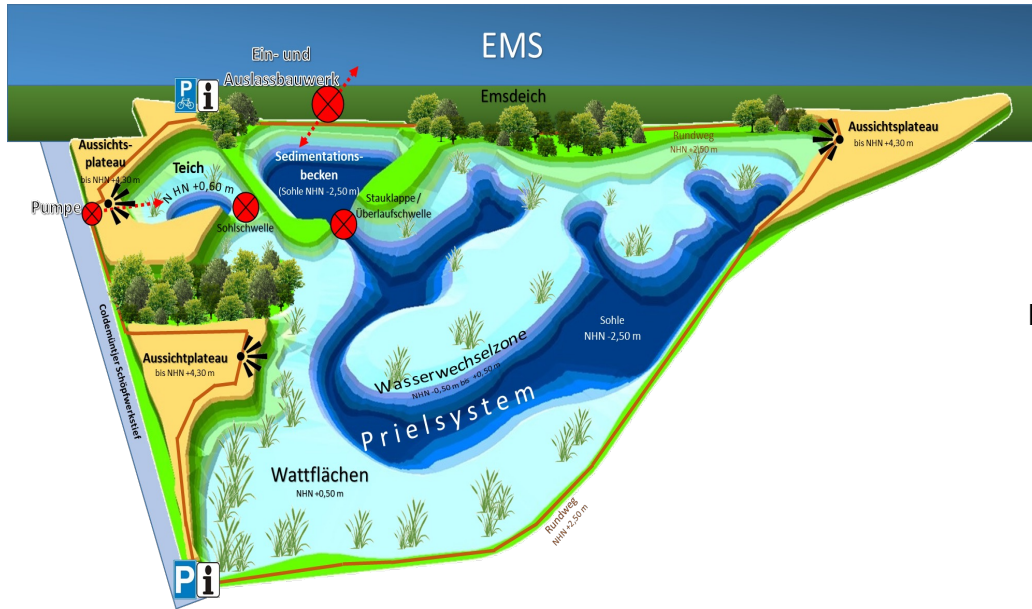 EMS
Ein- und
Auslassbauwerk
P
i
Emsdeich
Aussichts-
plateau
bis NHN +4,30 m
Teich
NHN +0,60 m
Sedimentations-
becken
(Sohle NHN -2,50 m)
Rundweg
NHN +2,50 m
Aussichtsplateau
bis NHN +4,30 m
Pumpe
Sohlschwelle
Stauklappe/
Überlaufschwelle
Coldemüntjer Schöpfwerkstief
Aussichtplateau
bis NHN +4,30 m
Sohle
NHN -2,50 m
Wasserwechselzone
NHN -0,50 m bis +0,50 m
Prielsystem
Wattflächen
NHN +0,50 m
Rundweg
NHN +2,50 m
P
i